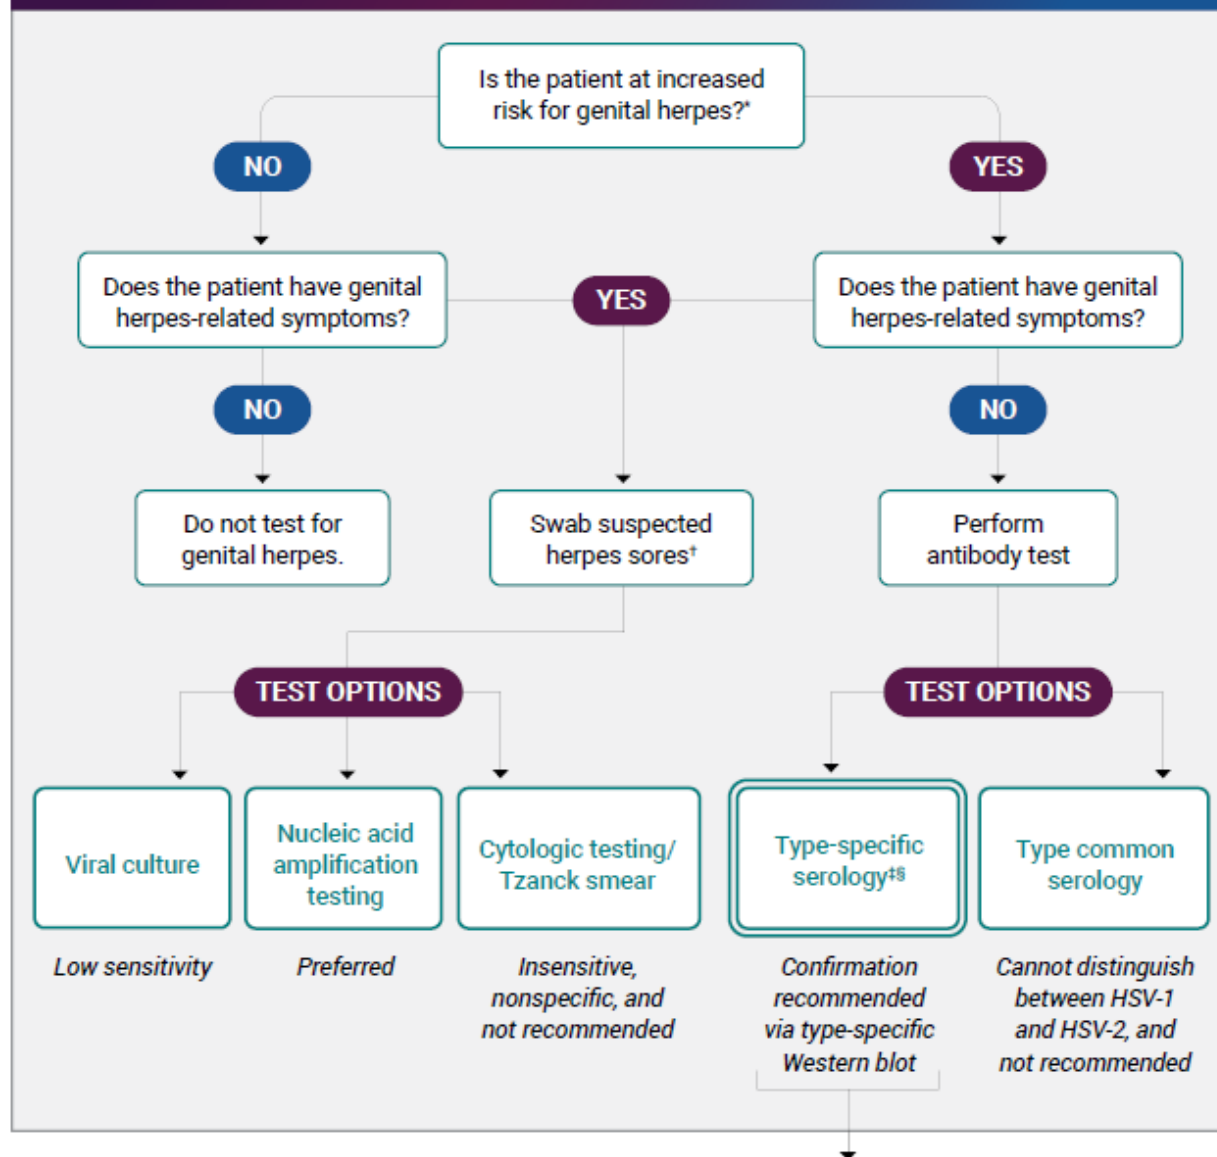 Is the patient at increased
risk for genital herpes?*
NO
YES
Does the patient have genital
herpes-related symptoms?
YES
Does the patient have genital
herpes-related symptoms?
NO
NO
Do not test for
genital herpes.
Swab suspected
herpes sores†
Perform
antibody test
TEST OPTIONS
TEST OPTIONS
Viral culture
Nucleic acid
amplification
testing
Cytologic testing/
Tzanck smear
Type-specific
serology‡§
Type common
serology
Low sensitivity
Preferred
Insensitive,
nonspecific, and
not recommended
Confirmation
recommended
via type-specific
Western blot
Cannot distinguish
between HSV-1
and HSV-2, and
not recommended